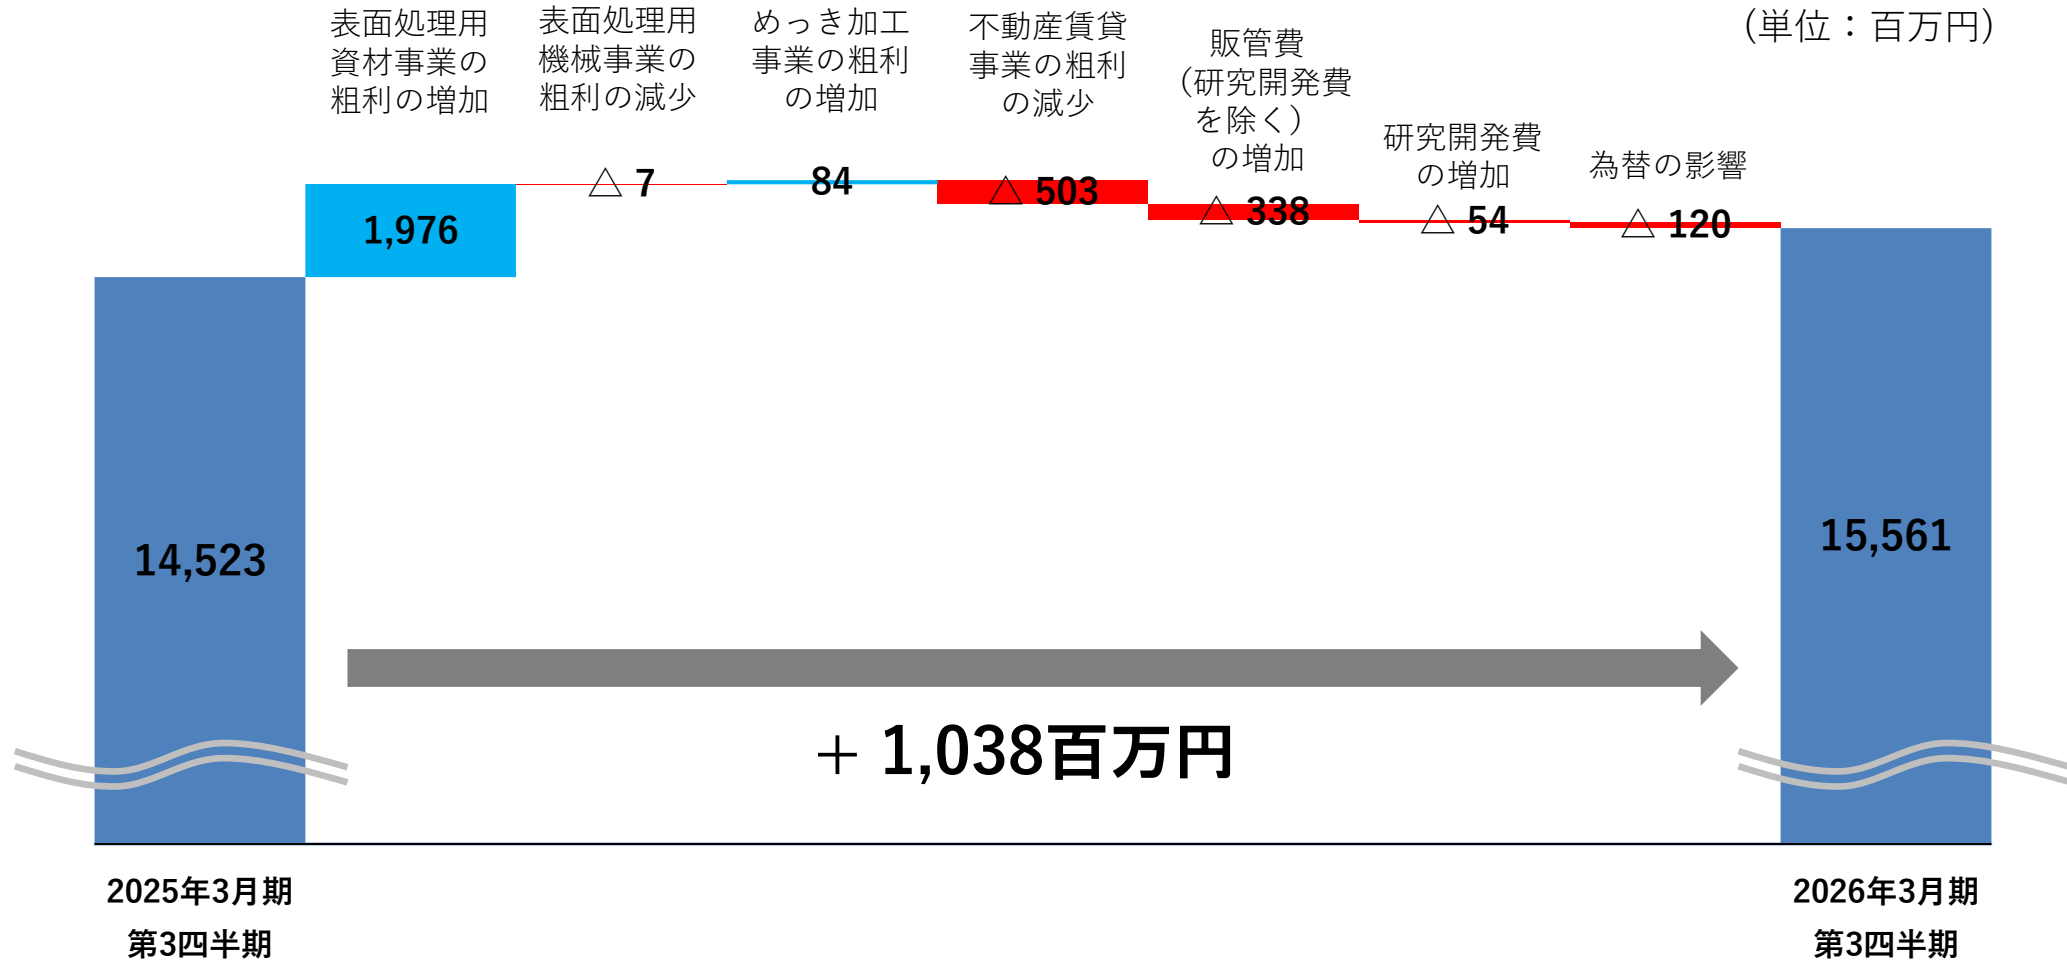 （単位：百万円）
表面処理用
資材事業の
粗利の増加
表面処理用
機械事業の
粗利の減少
めっき加工
事業の粗利
の増加
不動産賃貸
事業の粗利
の減少
販管費
（研究開発費
を除く）
の増加
研究開発費
の増加
為替の影響
1,976
△ 7
84
△ 503
△ 338
△ 54
△ 120
14,523
15,561
＋ 1,038百万円
2025年3月期
第3四半期
2026年3月期
第3四半期